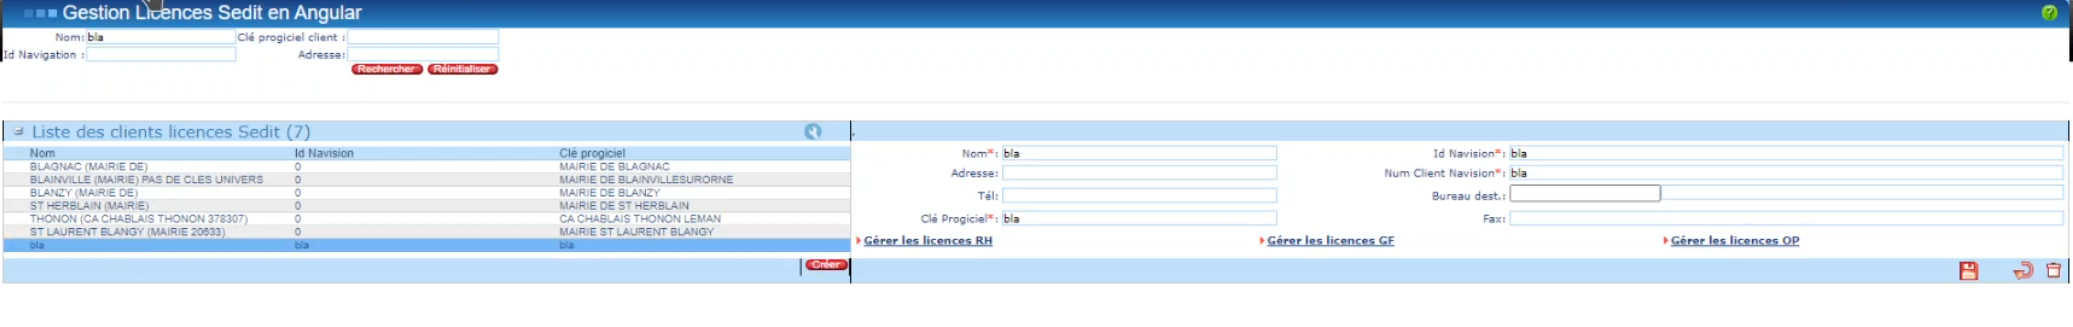 Gestion Licences Sedit en Angular
Nom: bla Clé progiciel client :
Id Navigation : Adresse:
Rechercher Réinitialiser
Liste des clients licences Sedit (7)
Nom Id Navision Clé progiciel
BLAGNAC (MAIRIE DE) 0 MAIRIE DE BLAGNAC
BLAINVILLE (MAIRIE) PAS DE CLES UNIVERS 0 MAIRIE DE BLAINVILLESURORNE
BLANZY (MAIRIE DE) 0 MAIRIE DE BLANZY
ST HERBLAIN (MAIRIE) 0 MAIRIE DE ST HERBLAIN
THONON (CA CHABLAIS THONON 378307) 0 CA CHABLAIS THONON LEMAN
ST LAURENT BLANGY (MAIRIE 20633) 0 MAIRIE ST LAURENT BLANGY
bla bla bla
Créer
Nom*: bla Id Navision*: bla
Adresse: Num Client Navision*: bla
Tél: Bureau dest.:
Clé Progiciel*: bla Fax:
Gérer les licences RH Gérer les licences GF Gérer les licences OP